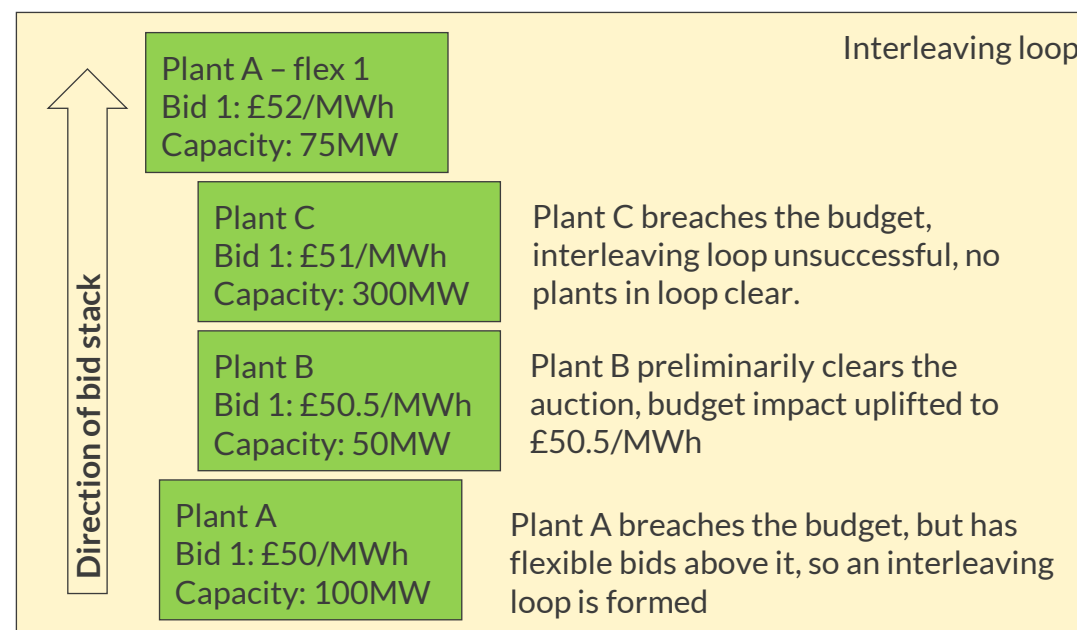 Interleaving loop
Plant A – flex 1
Bid 1: £52/MWh
Capacity: 75MW
Plant C
Bid 1: £51/MWh
Capacity: 300MW
Plant C breaches the budget,
interleaving loop unsuccessful, no
plants in loop clear.
Plant B
Bid 1: £50.5/MWh
Capacity: 50MW
Plant B preliminarily clears the
auction, budget impact uplifted to
£50.5/MWh
Plant A
Bid 1: £50/MWh
Capacity: 100MW
Plant A breaches the budget, but has
flexible bids above it, so an interleaving
loop is formed
Direction of bid stack